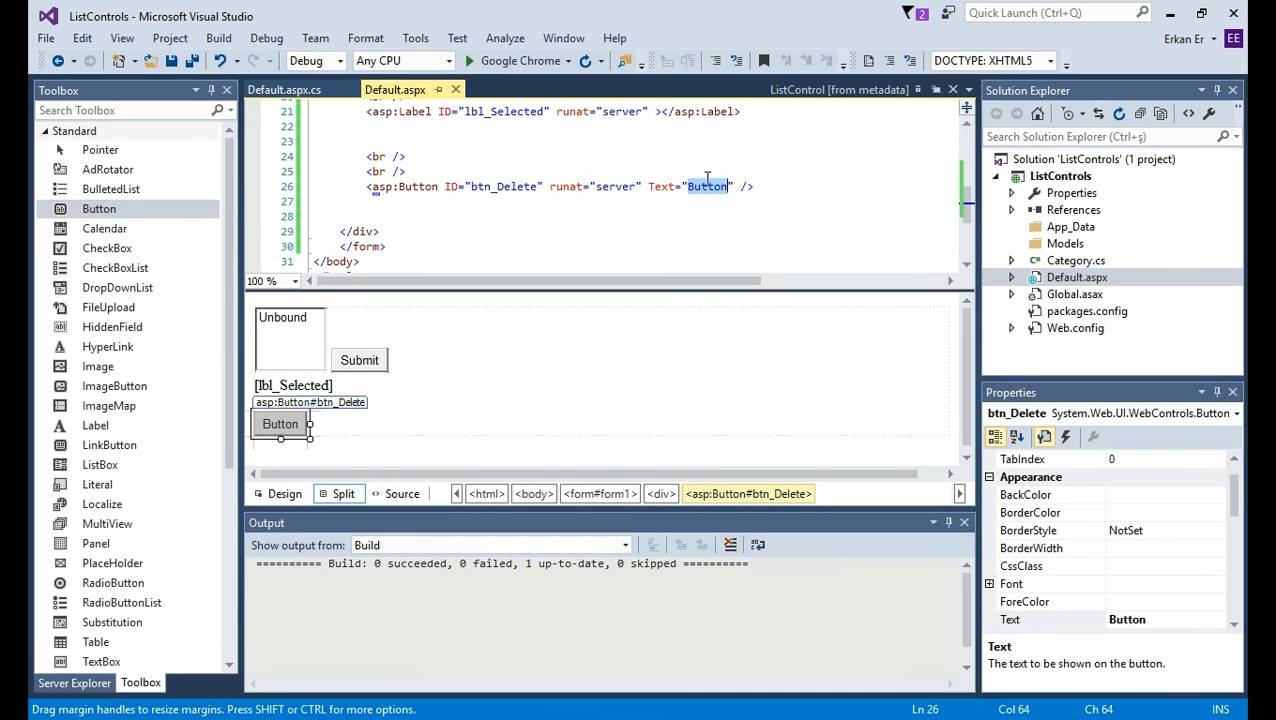 ListControls - Microsoft Visual Studio
2
Quick Launch (Ctrl+Q)
File Edit View Project Build Debug Team Format Tools Test Analyze Window Help
Erkan Er EE
Debug Any CPU Google Chrome DOCTYPE: XHTML5
Toolbox
Search Toolbox
Standard
Pointer
AdRotator
BulletedList
Button
Calendar
CheckBox
CheckBoxList
DropDownList
FileUpload
HiddenField
HyperLink
Image
ImageButton
ImageMap
Label
LinkButton
ListBox
Literal
Localize
MultiView
Panel
PlaceHolder
RadioButton
RadioButtonList
Substitution
Table
TextBox
Server Explorer Toolbox
Default.aspx.cs Default.aspx ListControl [from metadata]
21 <asp:Label ID="lbl_Selected" runat="server" ></asp:Label>
22
23
24 <br />
25 <br />
26 <asp:Button ID="btn_Delete" runat="server" Text="Button" />
27
28
29 </div>
30 </form>
31 </body>
100 %
Unbound
Submit
[lbl_Selected]
asp:Button#btn_Delete
Button
Design Split Source <html> <body> <form#form1> <div> <asp:Button#btn_Delete>
Output
Show output from: Build
========== Build: 0 succeeded, 0 failed, 1 up-to-date, 0 skipped ==========
Solution Explorer
Search Solution Explorer (Ctrl+ş)
Solution 'ListControls' (1 project)
ListControls
Properties
References
App_Data
Models
Category.cs
Default.aspx
Global.asax
packages.config
Web.config
Properties
btn_Delete System.Web.UI.WebControls.Button
TabIndex 0
Appearance
BackColor
BorderColor
BorderStyle NotSet
BorderWidth
CssClass
Font
ForeColor
Text Button
Text
The text to be shown on the button.
Drag margin handles to resize margins. Press SHIFT or CTRL for more options. Ln 26 Col 64 Ch 64 INS